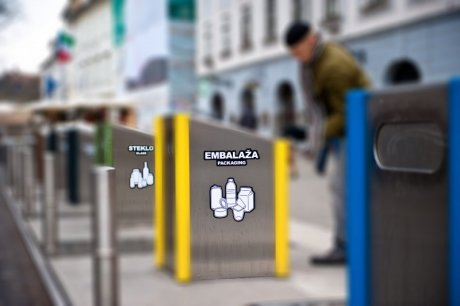 STEKLO
GLASS
EMBALAŽA
PACKAGING